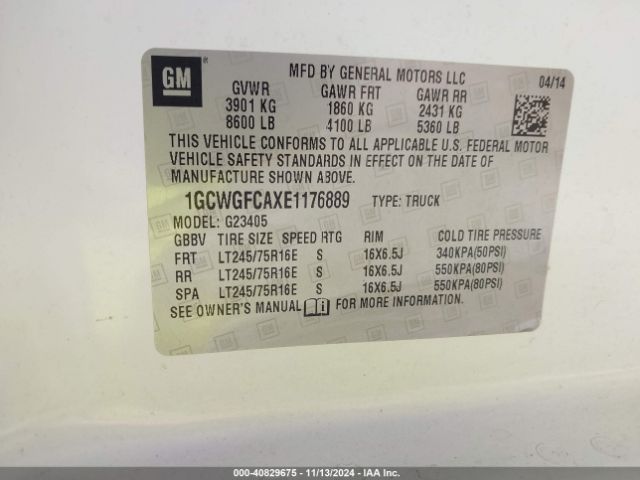 GM ®
MFD BY GENERAL MOTORS LLC 04/14
GVWR GAWR FRT GAWR RR
3901 KG 1860 KG 2431 KG
8600 LB 4100 LB 5360 LB
THIS VEHICLE CONFORMS TO ALL APPLICABLE U.S. FEDERAL MOTOR
VEHICLE SAFETY STANDARDS IN EFFECT ON THE DATE OF
MANUFACTURE SHOWN ABOVE.
1GCWGFCAXE1176889 TYPE: TRUCK
MODEL: G23405
GBBV TIRE SIZE SPEED RTG RIM COLD TIRE PRESSURE
FRT LT245/75R16E S 16X6.5J 340KPA(50PSI)
RR LT245/75R16E S 16X6.5J 550KPA(80PSI)
SPA LT245/75R16E S 16X6.5J 550KPA(80PSI)
SEE OWNER'S MANUAL FOR MORE INFORMATION.
000-40829675 - 11/13/2024 - IAA Inc.